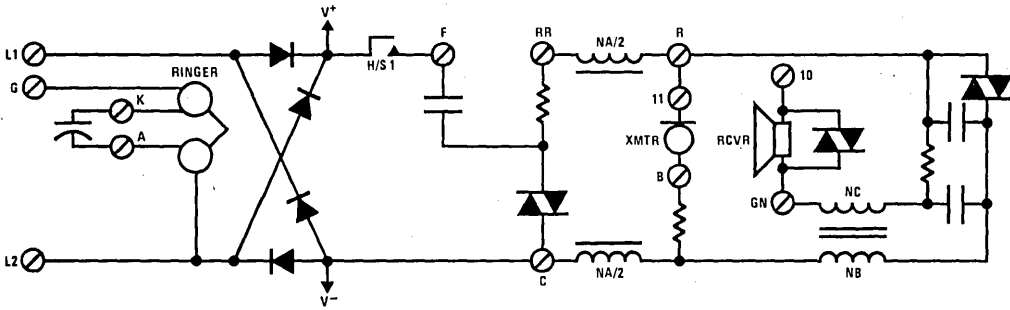 V+
L1
H/S 1
F
RR
NA/2
R
G
RINGER
K
A
11
XMTR
B
10
RCVR
GN
NC
NB
L2
V−
C
NA/2